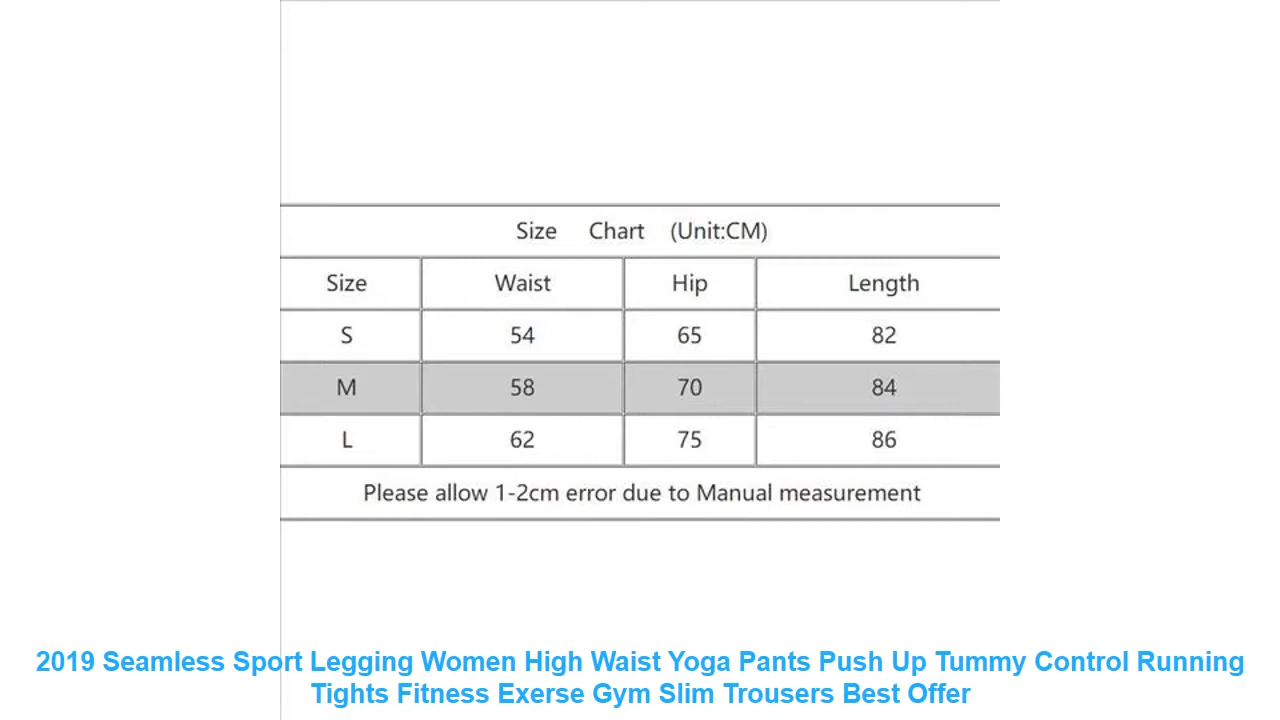 Size Chart (Unit:CM)
Size Waist Hip Length
S 54 65 82
M 58 70 84
L 62 75 86
Please allow 1-2cm error due to Manual measurement
2019 Seamless Sport Legging Women High Waist Yoga Pants Push Up Tummy Control Running
Tights Fitness Exerse Gym Slim Trousers Best Offer